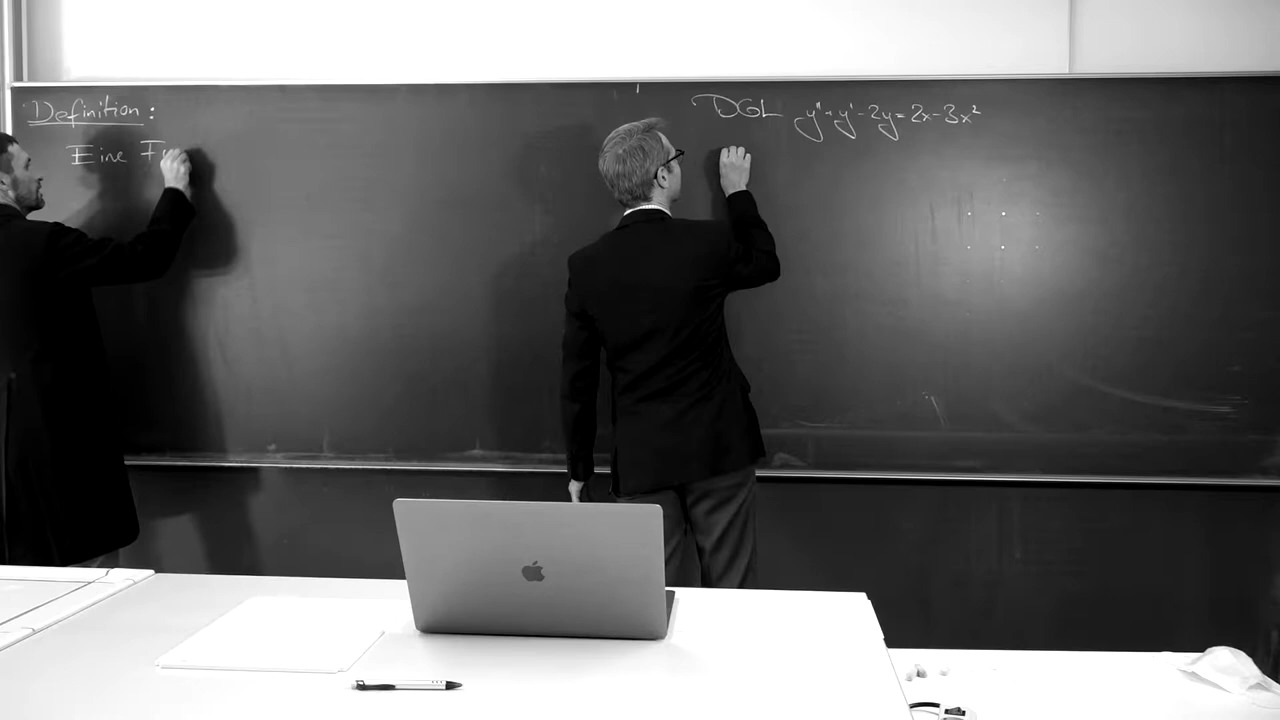 Definition:
Eine F
DGL y"+y'-2y=2x-3x²